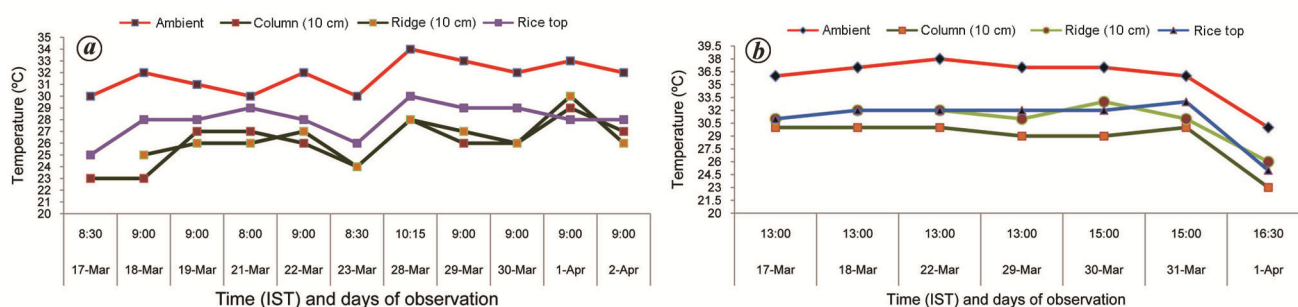 Ambient Column (10 cm) Ridge (10 cm) Rice top
a
Temperature (ºC)
35
34
33
32
31
30
29
28
27
26
25
24
23
22
21
20
8:30 9:00 9:00 8:00 9:00 8:30 10:15 9:00 9:00 9:00 9:00
17-Mar 18-Mar 19-Mar 21-Mar 22-Mar 23-Mar 28-Mar 29-Mar 30-Mar 1-Apr 2-Apr
Time (IST) and days of observation
Ambient Column (10 cm) Ridge (10 cm) Rice top
b
Temperature (ºC)
39.5
38
36.5
35
33.5
32
30.5
29
27.5
26
24.5
23
21.5
20
13:00 13:00 13:00 13:00 15:00 15:00 16:30
17-Mar 18-Mar 22-Mar 29-Mar 30-Mar 31-Mar 1-Apr
Time (IST) and days of observation